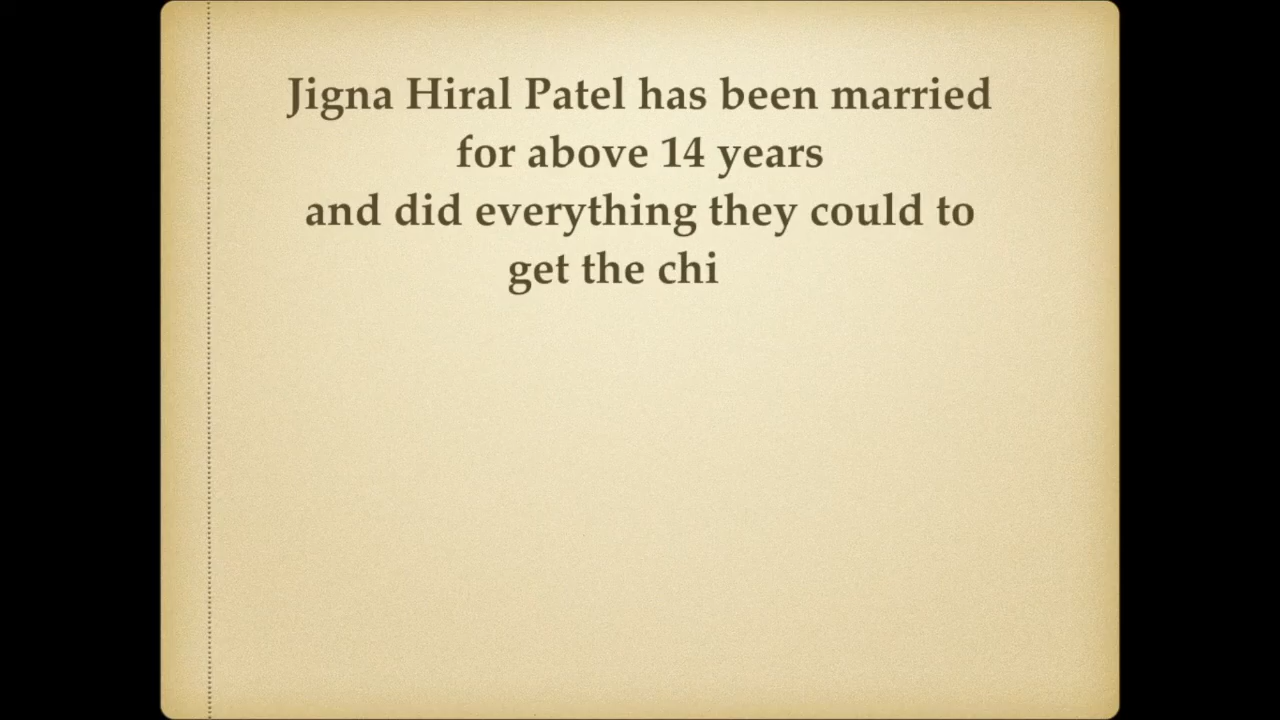 Jigna Hiral Patel has been married
for above 14 years
and did everything they could to
get the chi